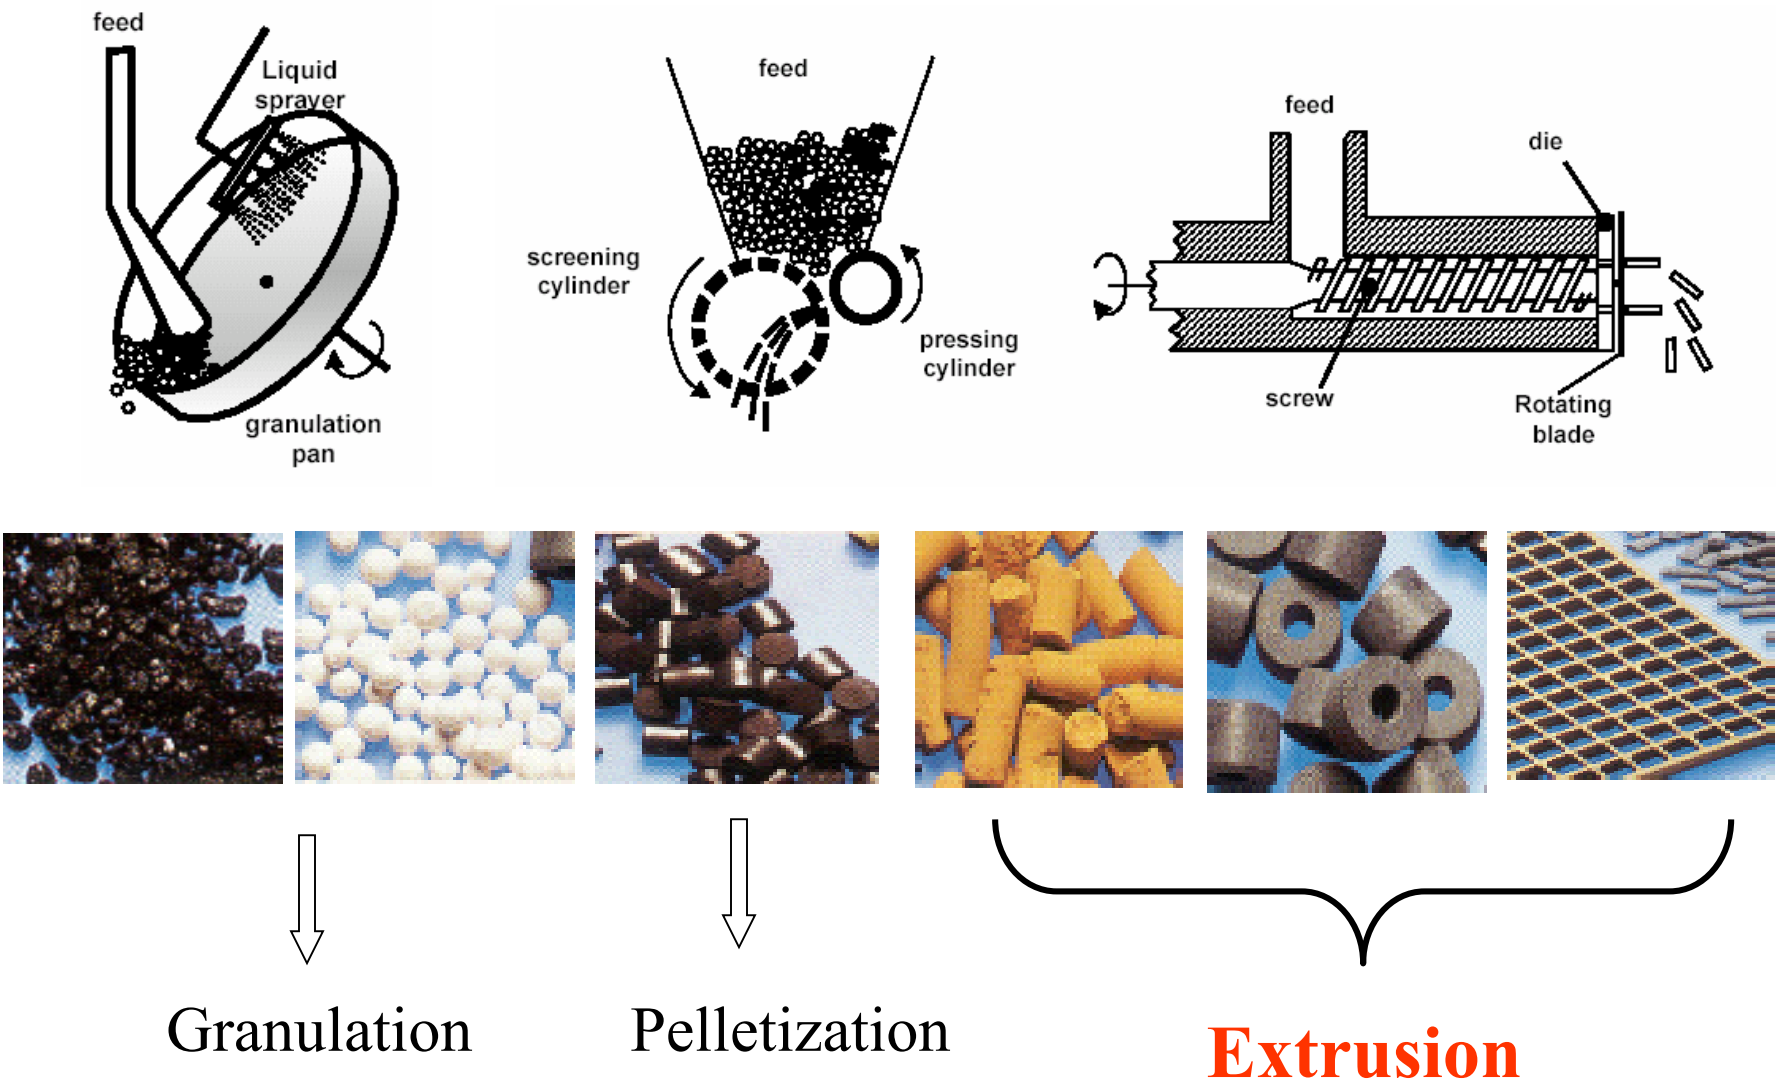 feed
Liquid
sprayer
granulation
pan
feed
screening
cylinder
pressing
cylinder
feed
die
screw
Rotating
blade
Granulation
Pelletization
Extrusion